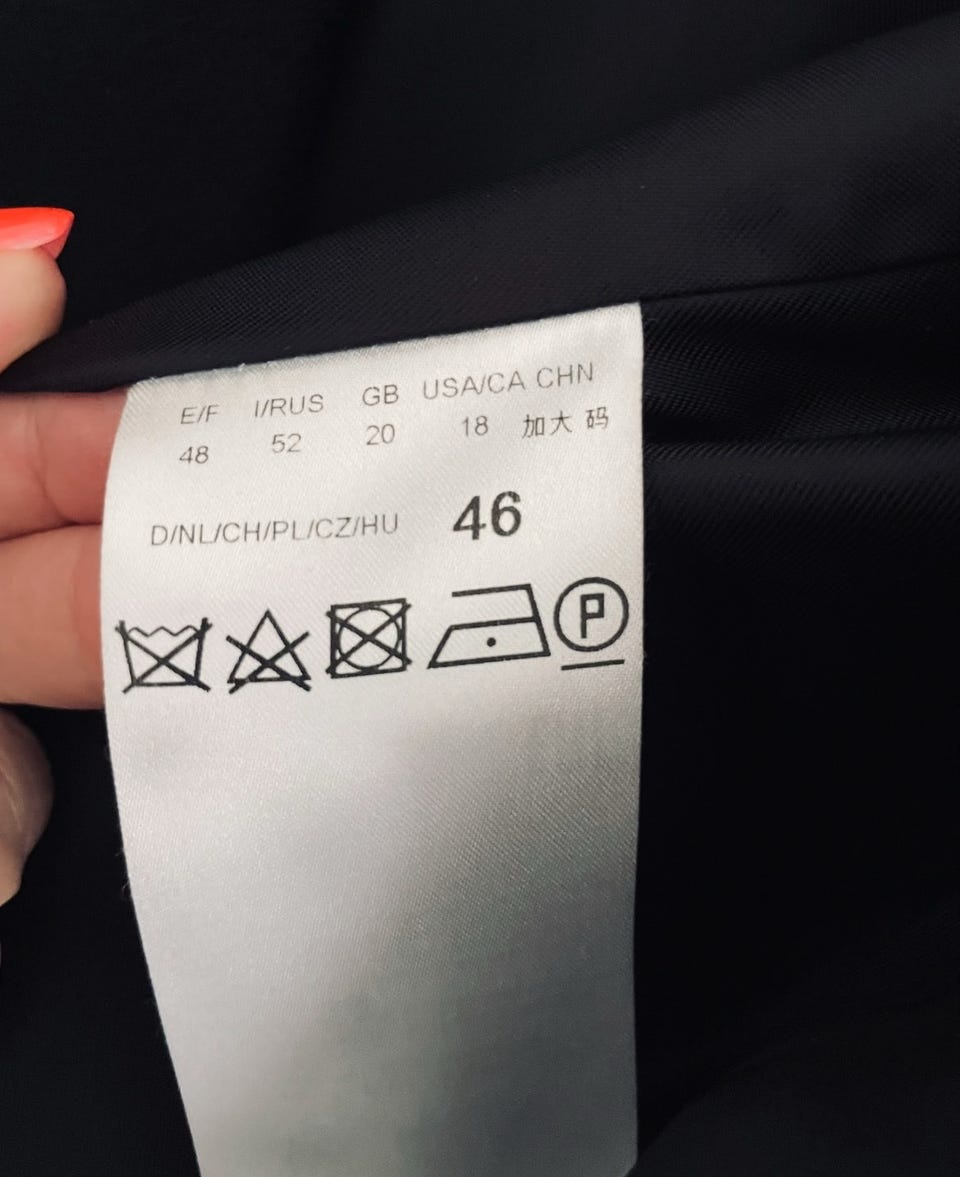 E/F I/RUS GB USA/CA CHN
48 52 20 18 加大 码
D/NL/CH/PL/CZ/HU 46
P